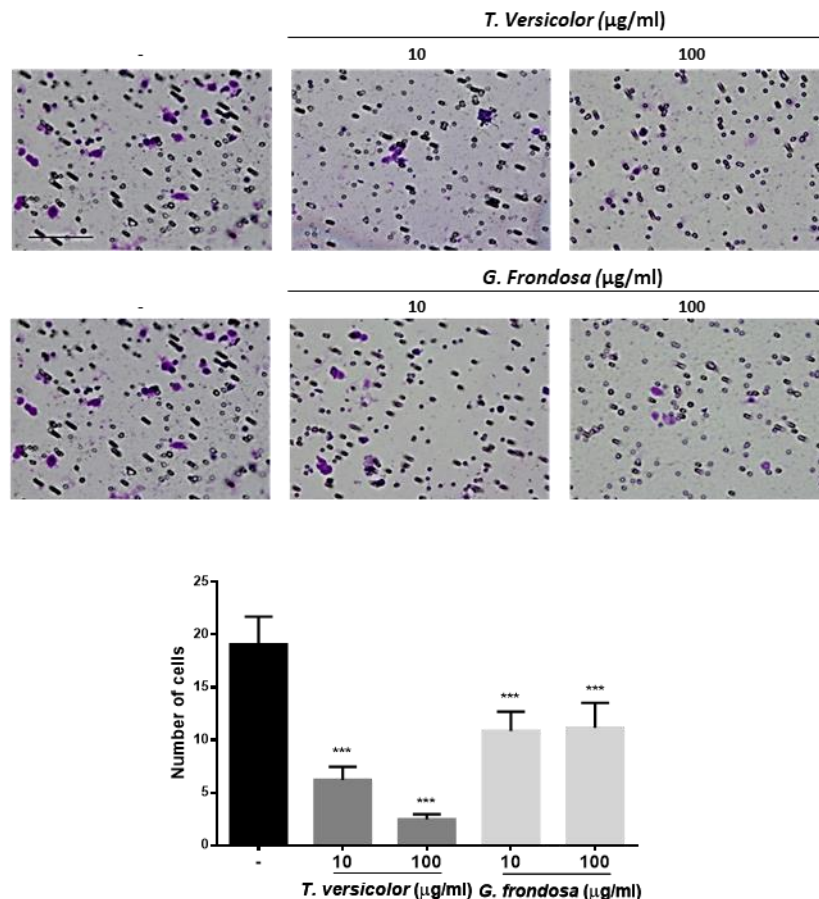 T. Versicolor (μg/ml)
- 10 100
G. Frondosa (μg/ml)
- 10 100
25
20
15
10
5
0
Number of cells
***
***
***
***
- 10 100 10 100
T. versicolor (μg/ml) G. frondosa (μg/ml)